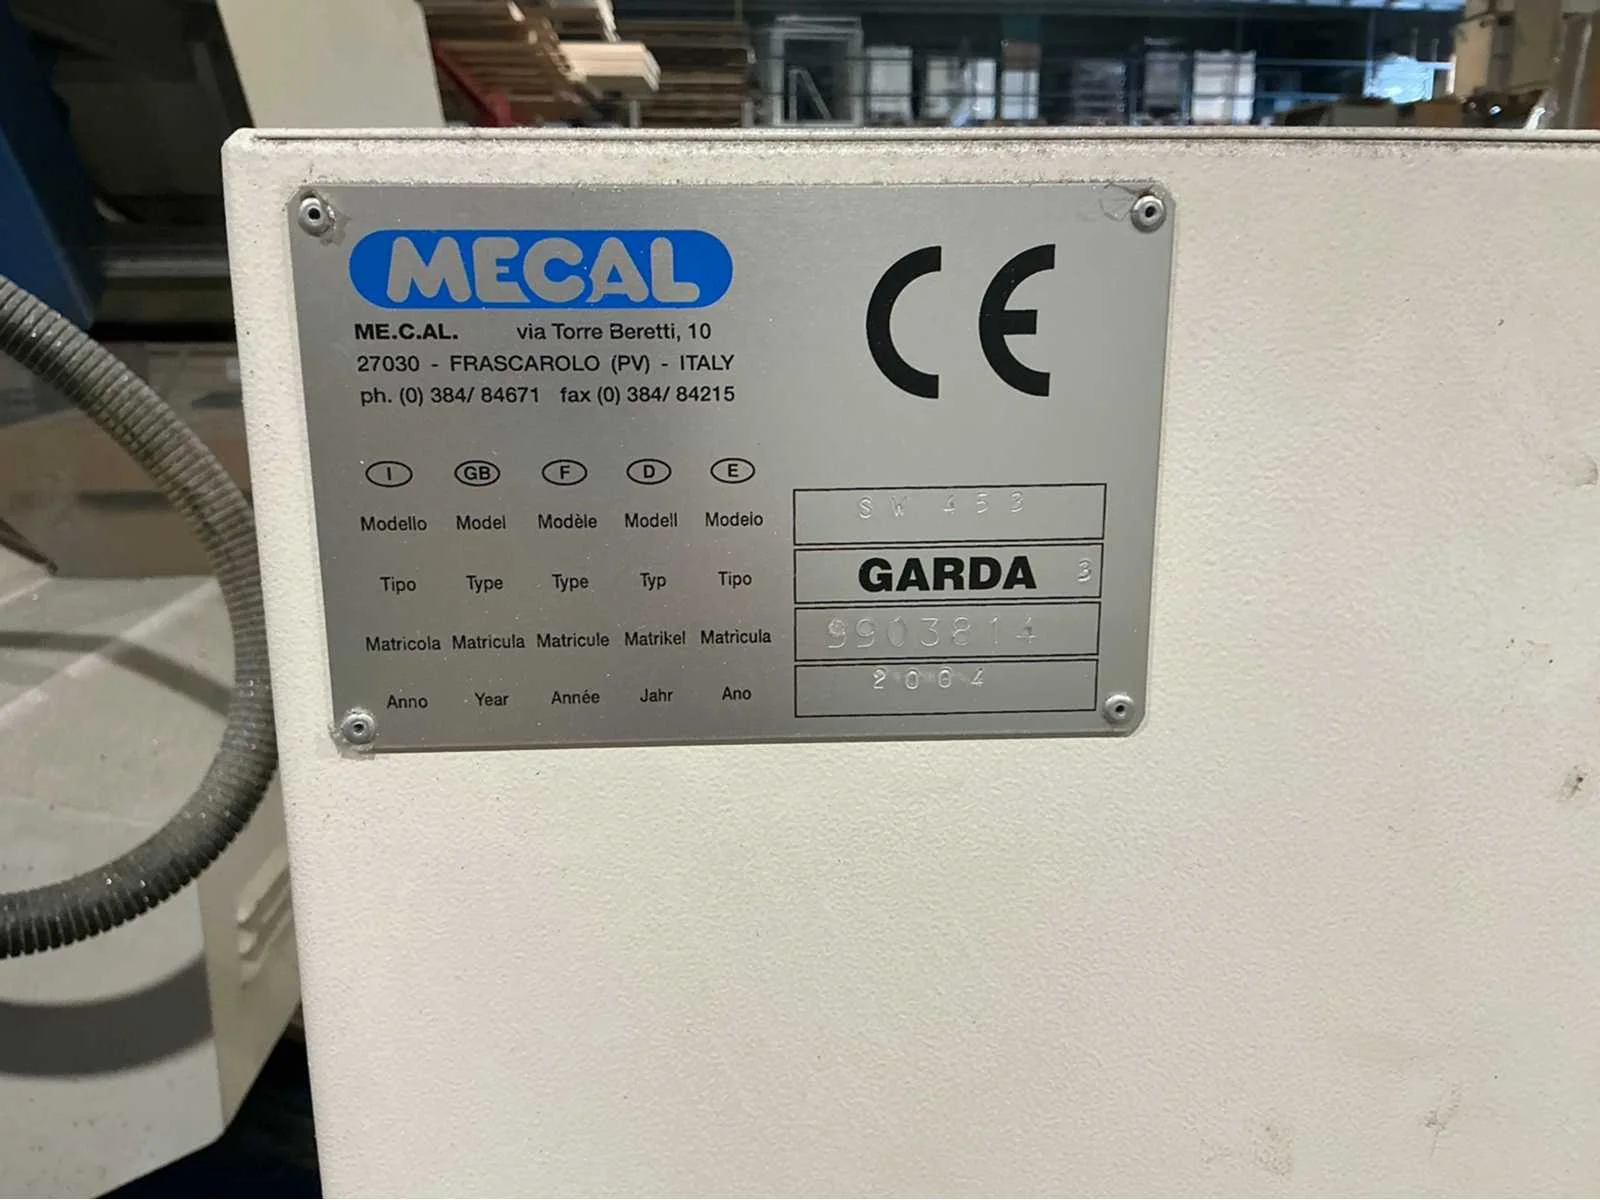 MECAL
CE
ME.C.AL. via Torre Beretti, 10
27030 - FRASCAROLO (PV) - ITALY
ph. (0) 384/ 84671 fax (0) 384/ 84215
I GB F D E
Modello Model Modèle Modell Modelo SW 453
Tipo Type Type Typ Tipo GARDA 3
Matricola Matricula Matricule Matrikel Matricula 9903814
Anno Year Année Jahr Ano 2004